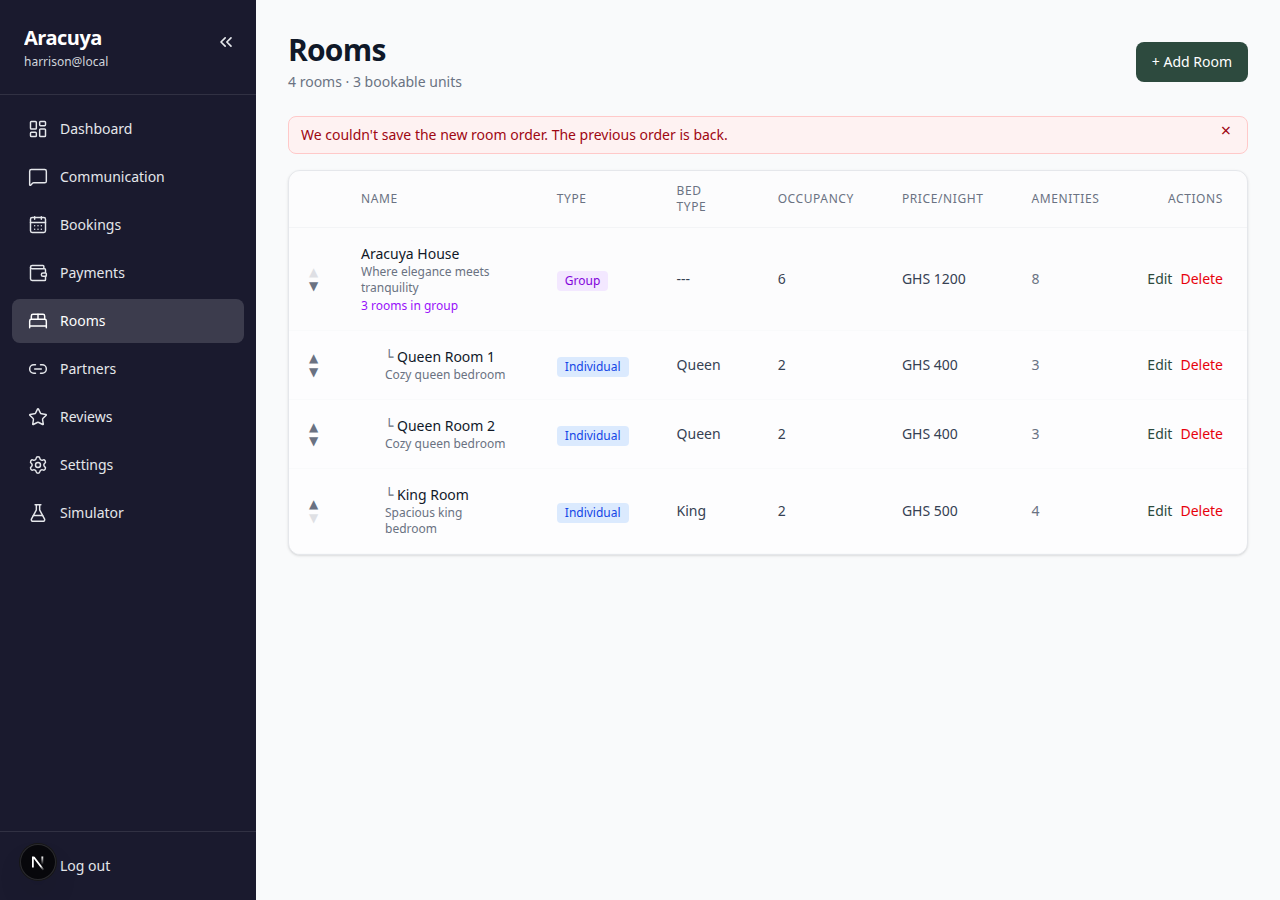 Aracuya
harrison@local
Dashboard
Communication
Bookings
Payments
Rooms
Partners
Reviews
Settings
Simulator
N
Log out
Rooms
4 rooms · 3 bookable units
+ Add Room
We couldn't save the new room order. The previous order is back.
✕
NAME TYPE BED TYPE OCCUPANCY PRICE/NIGHT AMENITIES ACTIONS
▲
▼
Aracuya House
Where elegance meets
tranquility
3 rooms in group
Group --- 6 GHS 1200 8 Edit Delete
▲
▼
└ Queen Room 1
Cozy queen bedroom
Individual Queen 2 GHS 400 3 Edit Delete
▲
▼
└ Queen Room 2
Cozy queen bedroom
Individual Queen 2 GHS 400 3 Edit Delete
▲
▼
└ King Room
Spacious king
bedroom
Individual King 2 GHS 500 4 Edit Delete